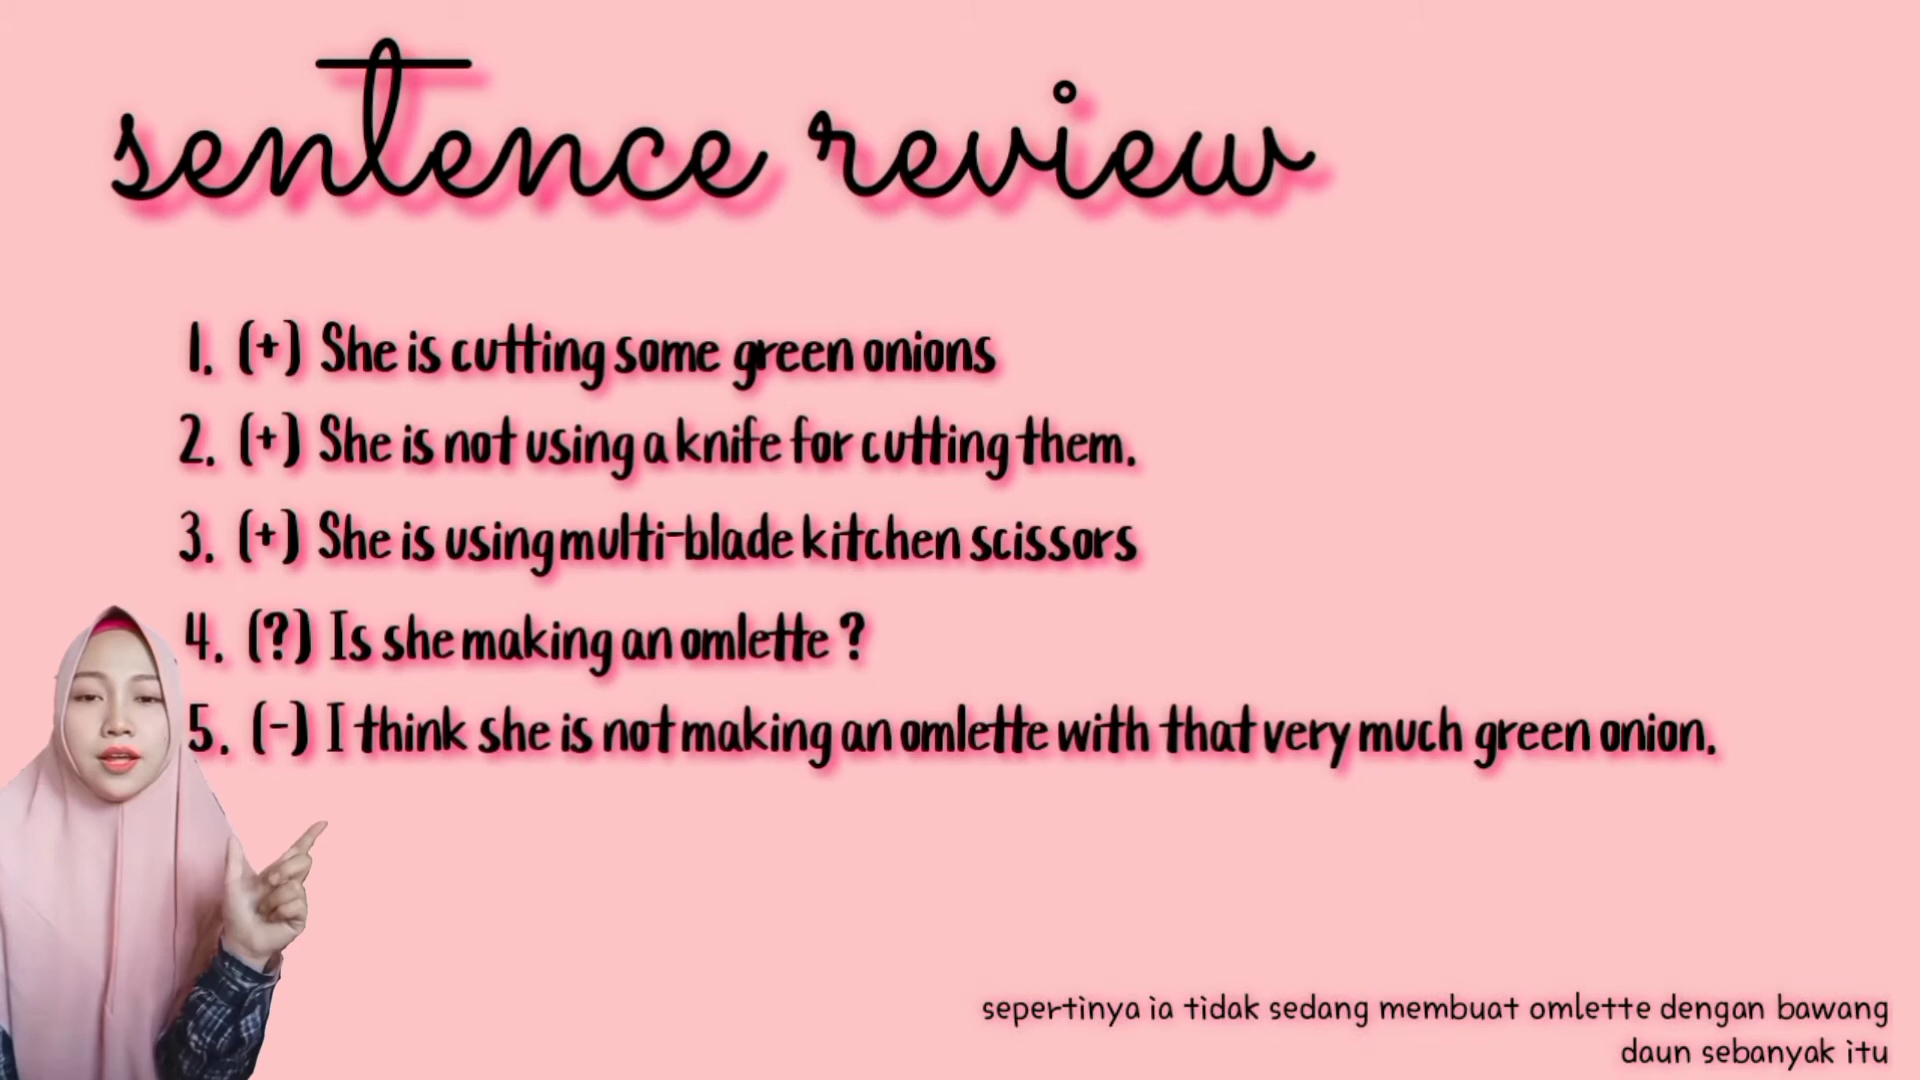 sentence review
1. (+) She is cutting some green onions
2. (+) She is not using a knife for cutting them.
3. (+) She is using multi-blade kitchen scissors
4. (?) Is she making an omlette ?
5. (-) I think she is not making an omlette with that very much green onion.
sepertinya ia tidak sedang membuat omlette dengan bawang
daun sebanyak itu